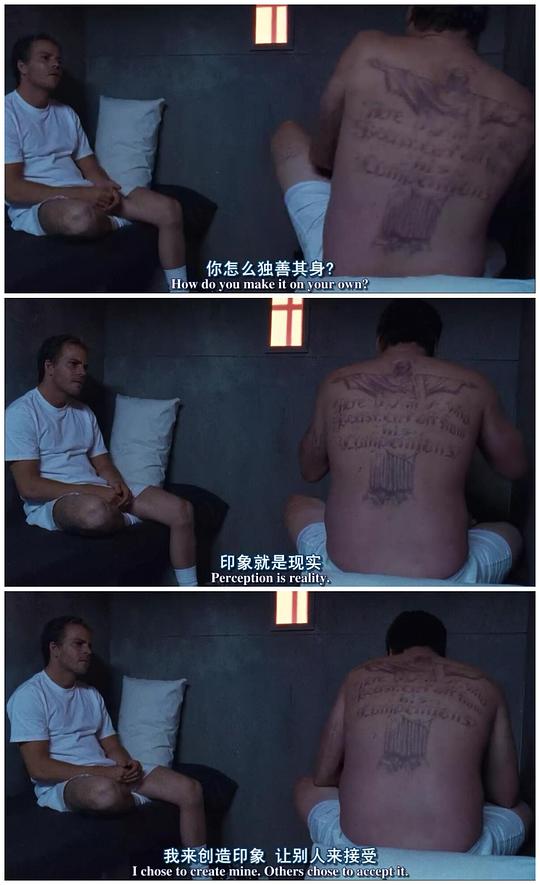 你怎么独善其身?
How do you make it on your own?
印象就是现实
Perception is reality.
我来创造印象 让别人来接受
I chose to create mine. Others chose to accept it.